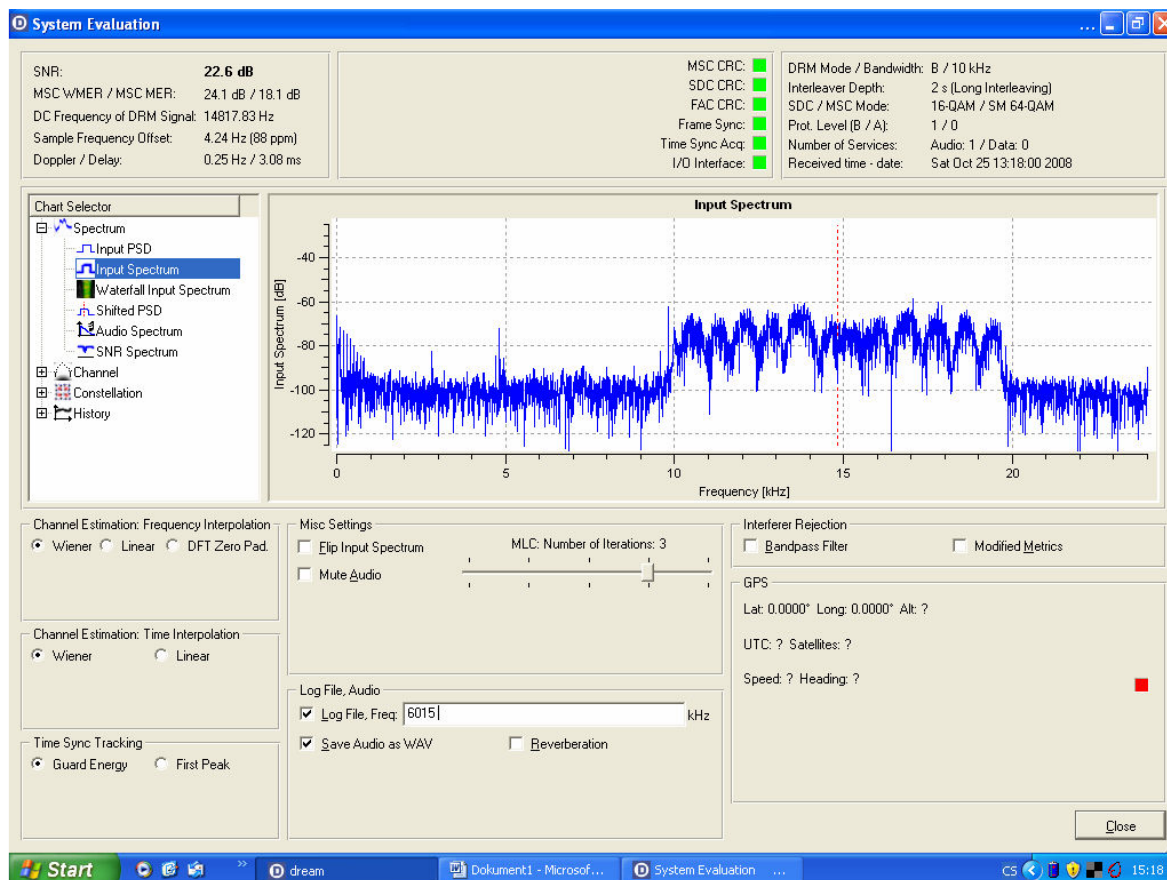 System Evaluation
SNR: 22.6 dB
MSC WMER / MSC MER: 24.1 dB / 18.1 dB
DC Frequency of DRM Signal: 14817.83 Hz
Sample Frequency Offset: 4.24 Hz (88 ppm)
Doppler / Delay: 0.25 Hz / 3.08 ms
MSC CRC:
SDC CRC:
FAC CRC:
Frame Sync:
Time Sync Acq:
I/O Interface:
DRM Mode / Bandwidth: B / 10 kHz
Interleaver Depth: 2 s (Long Interleaving)
SDC / MSC Mode: 16-QAM / SM 64-QAM
Prot. Level (B / A): 1 / 0
Number of Services: Audio: 1 / Data: 0
Received time - date: Sat Oct 25 13:18:00 2008
Chart Selector
Spectrum
Input PSD
Input Spectrum
Waterfall Input Spectrum
Shifted PSD
Audio Spectrum
SNR Spectrum
Channel
Constellation
History
Input Spectrum
Input Spectrum [dB]
-40
-60
-80
-100
-120
0 5 10 15 20
Frequency [kHz]
Channel Estimation: Frequency Interpolation
Wiener Linear DFT Zero Pad.
Channel Estimation: Time Interpolation
Wiener Linear
Time Sync Tracking
Guard Energy First Peak
Misc Settings
Flip Input Spectrum
Mute Audio
MLC: Number of Iterations: 3
Log File, Audio
Log File, Freq: 6015 kHz
Save Audio as WAV Reverberation
Interferer Rejection
Bandpass Filter Modified Metrics
GPS
Lat: 0.0000° Long: 0.0000° Alt: ?
UTC: ? Satellites: ?
Speed: ? Heading: ?
Close
Start » dream Dokument1 - Microsof... System Evaluation ... CS 15:18